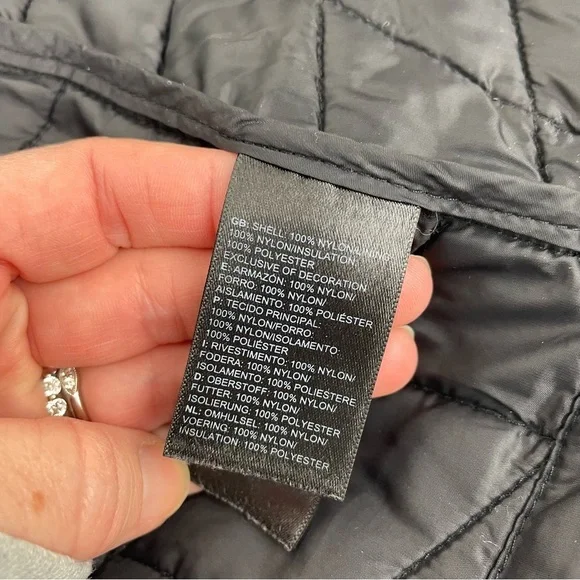 GB: SHELL: 100% NYLON/LINING:
100% NYLON/INSULATION:
100% POLYESTER
EXCLUSIVE OF DECORATION
E: ARMAZÓN: 100% NYLON/
FORRO: 100% NYLON/
AISLAMIENTO: 100% POLIÉSTER
P: TECIDO PRINCIPAL:
100% NYLON/FORRO:
100% NYLON/ISOLAMENTO:
100% POLIÉSTER
I: RIVESTIMENTO: 100% NYLON/
FODERA: 100% NYLON/
ISOLAMENTO: 100% POLIESTERE
D: OBERSTOFF: 100% NYLON/
FUTTER: 100% NYLON/
ISOLIERUNG: 100% POLYESTER
NL: OMHULSEL: 100% NYLON/
VOERING: 100% NYLON/
INSULATION: 100% POLYESTER